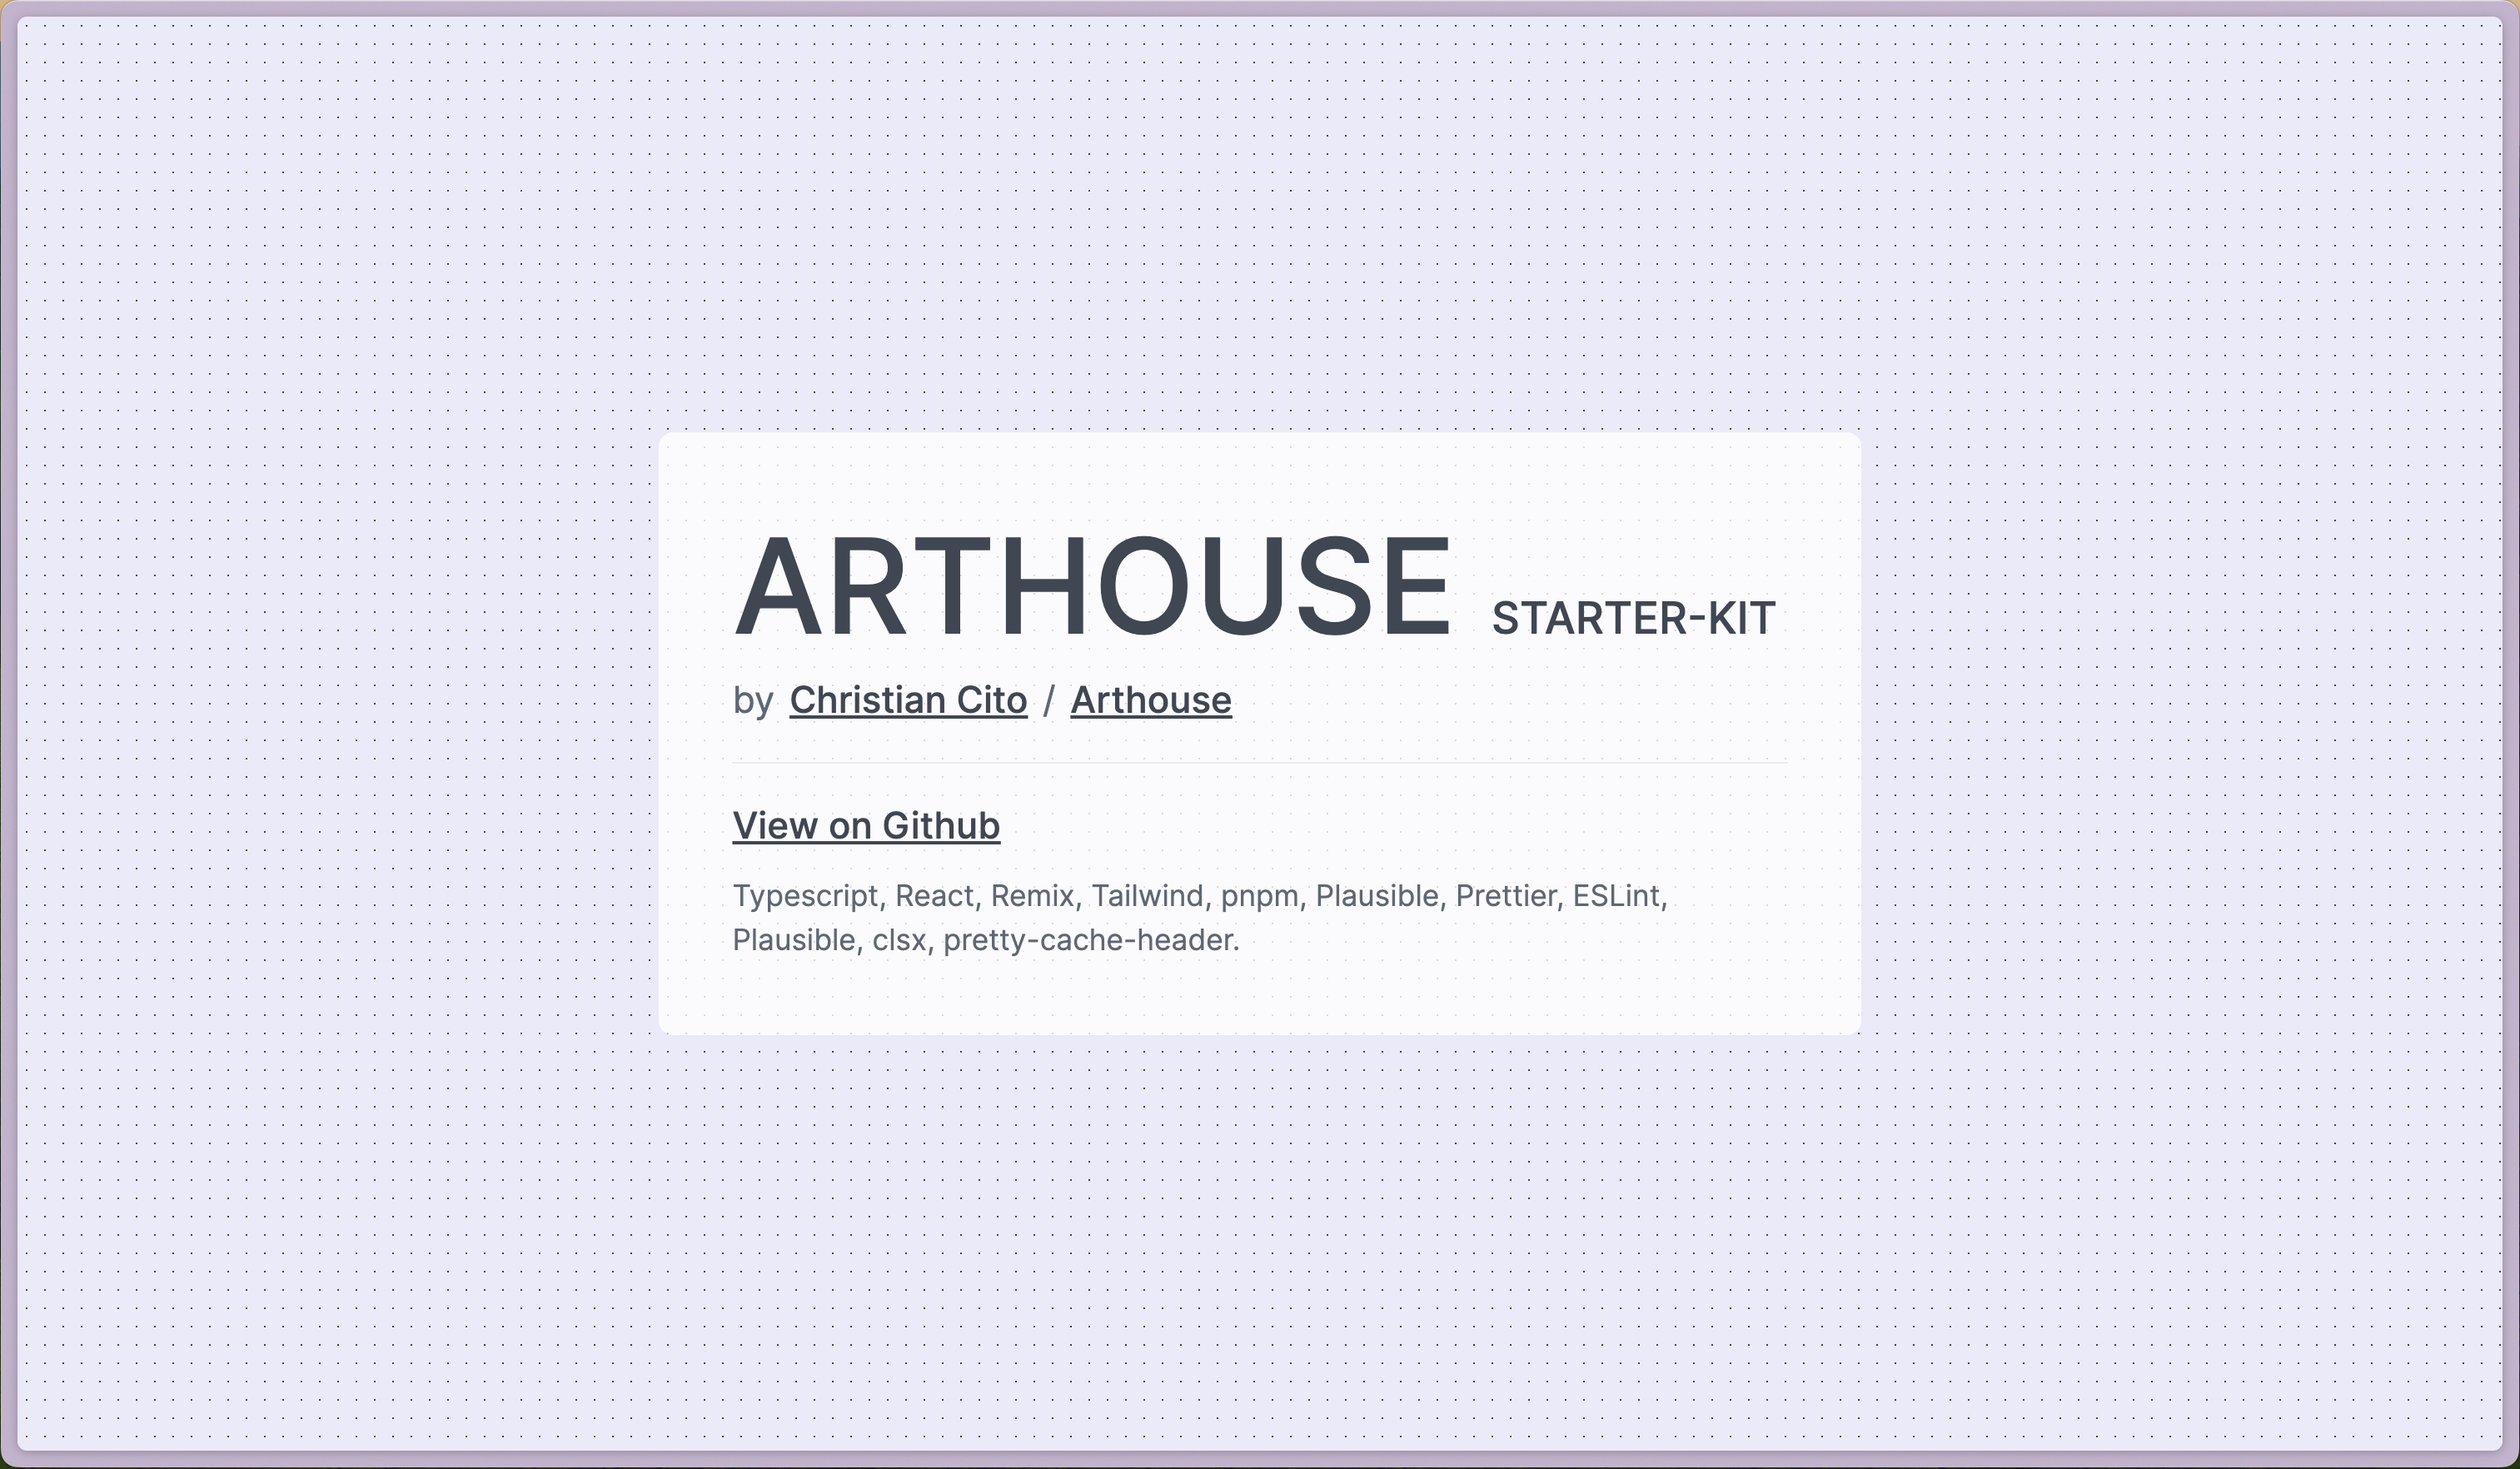 ARTHOUSE STARTER-KIT
by Christian Cito / Arthouse
View on Github
Typescript, React, Remix, Tailwind, pnpm, Plausible, Prettier, ESLint,
Plausible, clsx, pretty-cache-header.